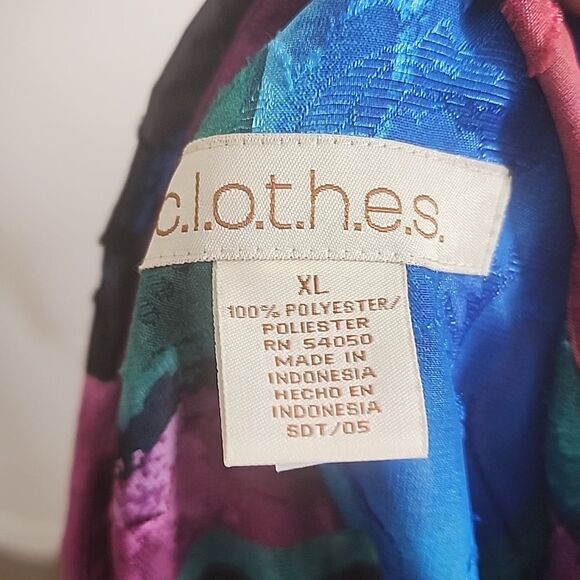 c.l.o.t.h.e.s.
XL
100% POLYESTER/
POLIESTER
RN 54050
MADE IN
INDONESIA
HECHO EN
INDONESIA
SDT/05